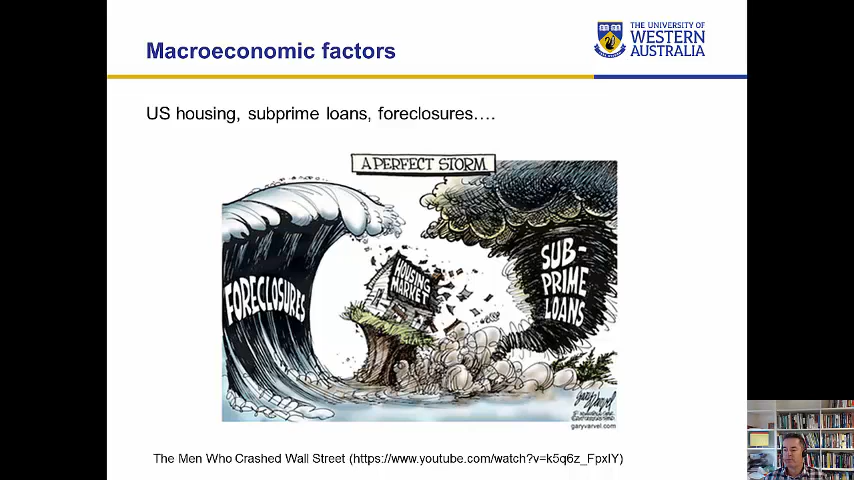 Macroeconomic factors
THE UNIVERSITY OF
WESTERN
AUSTRALIA
US housing, subprime loans, foreclosures….
A PERFECT STORM
FORECLOSURES
HOUSING
MARKET
SUB-
PRIME
LOANS
garyvarvel.com
The Men Who Crashed Wall Street (https://www.youtube.com/watch?v=k5q6z_FpxIY)